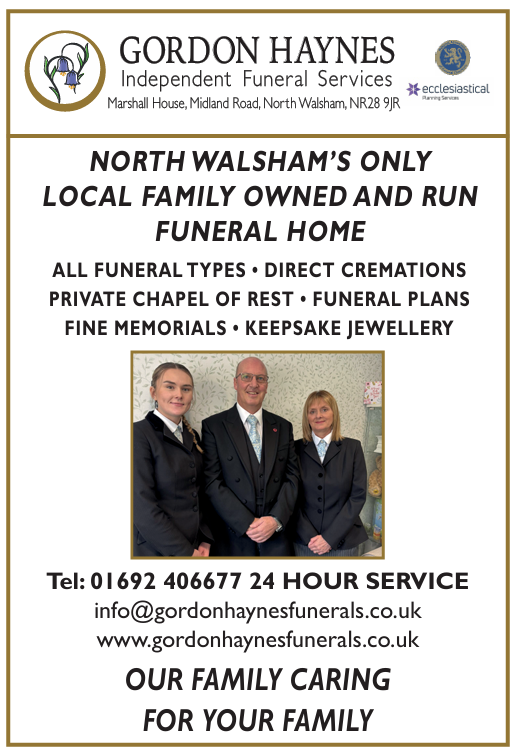 GORDON HAYNES
Independent Funeral Services
Marshall House, Midland Road, North Walsham, NR28 9JR
ecclesiastical
Planning Services
NORTH WALSHAM'S ONLY
LOCAL FAMILY OWNED AND RUN
FUNERAL HOME
ALL FUNERAL TYPES • DIRECT CREMATIONS
PRIVATE CHAPEL OF REST • FUNERAL PLANS
FINE MEMORIALS • KEEPSAKE JEWELLERY
Tel: 01692 406677 24 HOUR SERVICE
info@gordonhaynesfunerals.co.uk
www.gordonhaynesfunerals.co.uk
OUR FAMILY CARING
FOR YOUR FAMILY